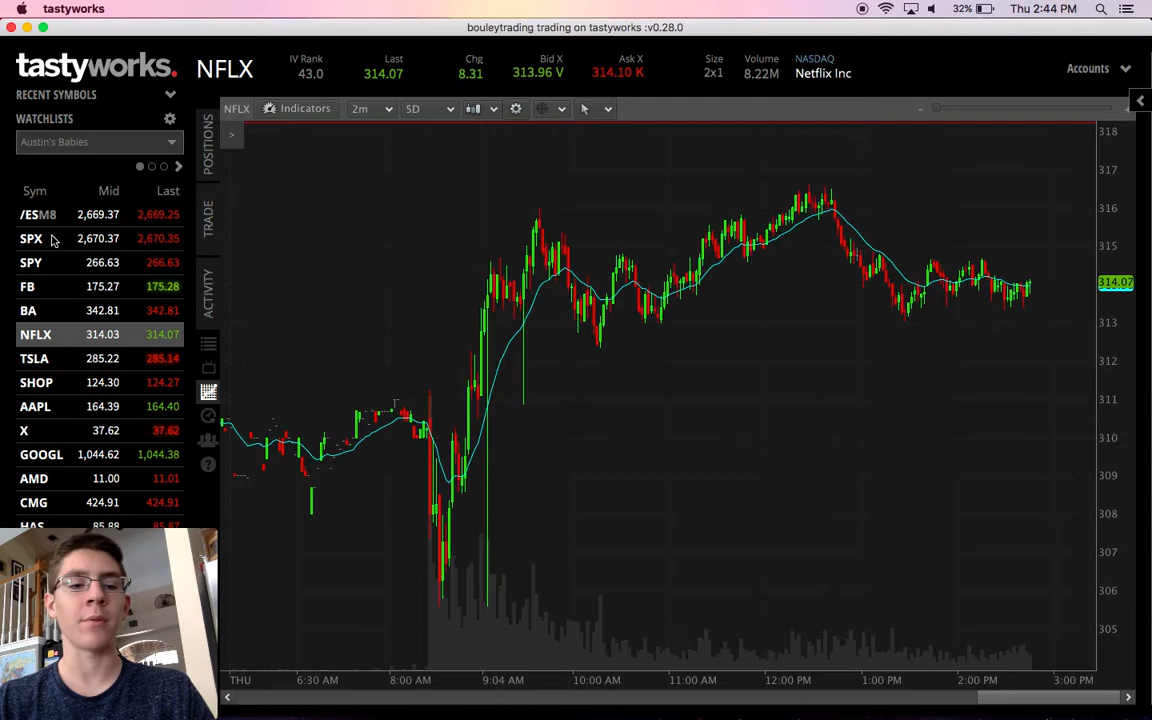 tastyworks
32%
Thu 2:44 PM
bouleytrading trading on tastyworks :v0.28.0
tastyworks.
NFLX
IV Rank
43.0
Last
314.07
Chg
8.31
Bid X
313.96 V
Ask X
314.10 K
Size
2x1
Volume
8.22M
NASDAQ
Netflix Inc
Accounts
RECENT SYMBOLS
WATCHLISTS
Austin's Babies
Sym Mid Last
/ESM8 2,669.37 2,669.25
SPX 2,670.37 2,670.35
SPY 266.63 266.63
FB 175.27 175.28
BA 342.81 342.81
NFLX 314.03 314.07
TSLA 285.22 285.14
SHOP 124.30 124.27
AAPL 164.39 164.40
X 37.62 37.62
GOOGL 1,044.62 1,044.38
AMD 11.00 11.01
CMG 424.91 424.91
HAS 85.88 85.87
POSITIONS
TRADE
ACTIVITY
NFLX
Indicators
2m
5D
318
317
316
315
314.07
313
312
311
310
309
308
307
306
305
THU 6:30 AM 8:00 AM 9:04 AM 10:00 AM 11:00 AM 12:00 PM 1:00 PM 2:00 PM 3:00 PM